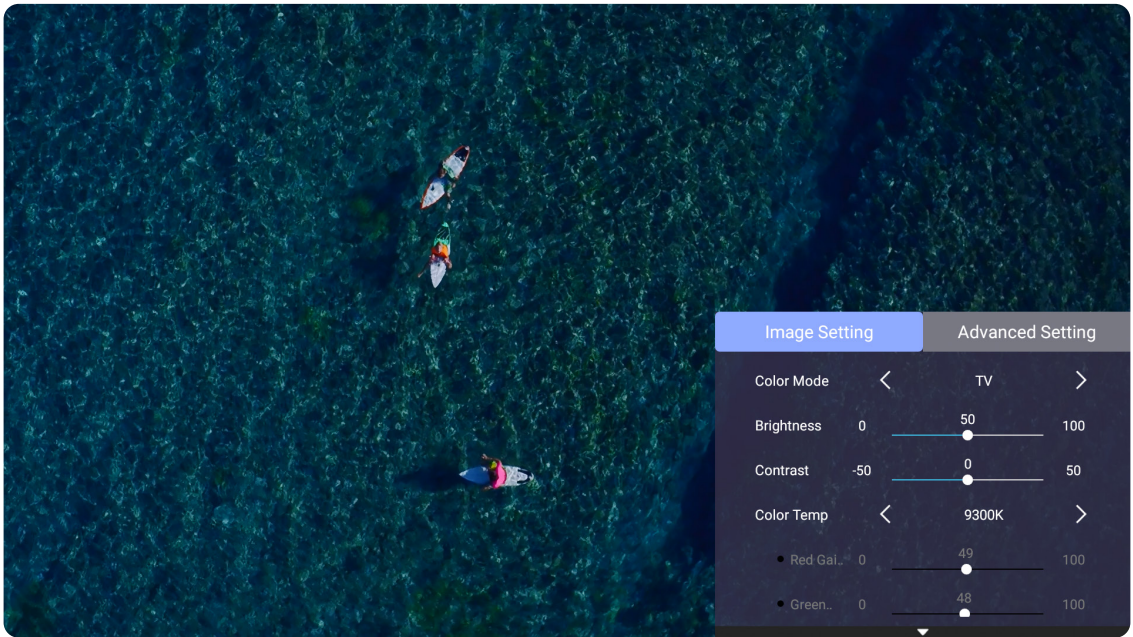 Image Setting Advanced Setting
Color Mode TV
Brightness 0 50 100
Contrast -50 0 50
Color Temp 9300K
Red Gai.. 0 49 100
Green.. 0 48 100